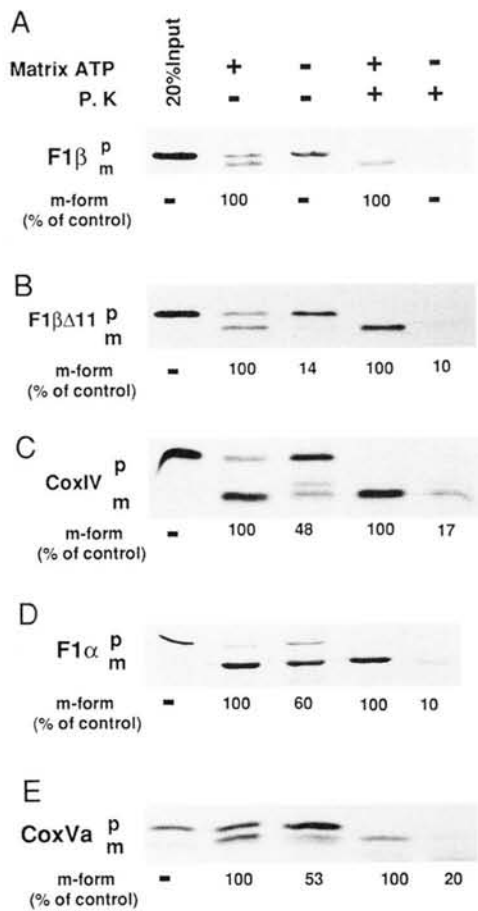 A
20%Input
Matrix ATP + - + -
P. K - - + +
F1β p
m
m-form - 100 - 100 -
(% of control)
B
F1βΔ11 p
m
m-form - 100 14 100 10
(% of control)
C
CoxIV p
m
m-form - 100 48 100 17
(% of control)
D
F1α p
m
m-form - 100 60 100 10
(% of control)
E
CoxVa p
m
m-form - 100 53 100 20
(% of control)